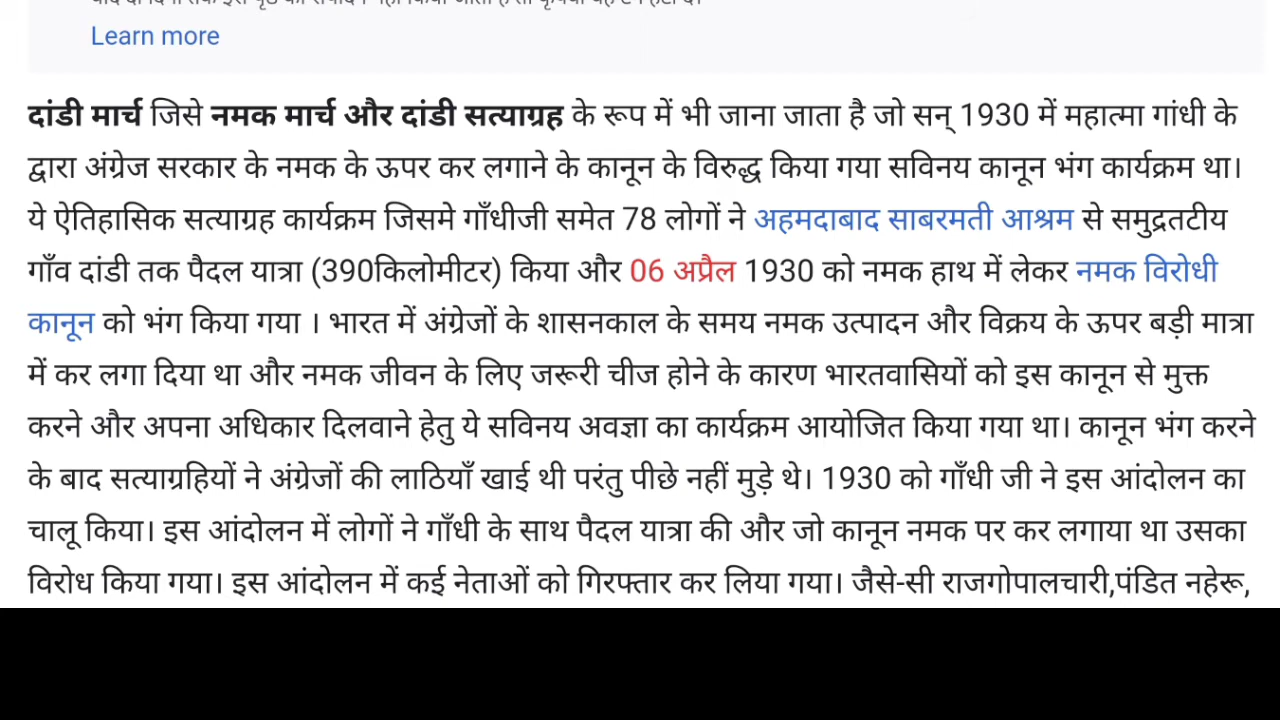 Learn more
दांडी मार्च जिसे नमक मार्च और दांडी सत्याग्रह के रूप में भी जाना जाता है जो सन् 1930 में महात्मा गांधी के
द्वारा अंग्रेज सरकार के नमक के ऊपर कर लगाने के कानून के विरुद्ध किया गया सविनय कानून भंग कार्यक्रम था।
ये ऐतिहासिक सत्याग्रह कार्यक्रम जिसमे गाँधीजी समेत 78 लोगों ने अहमदाबाद साबरमती आश्रम से समुद्रतटीय
गाँव दांडी तक पैदल यात्रा (390किलोमीटर) किया और 06 अप्रैल 1930 को नमक हाथ में लेकर नमक विरोधी
कानून को भंग किया गया । भारत में अंग्रेजों के शासनकाल के समय नमक उत्पादन और विक्रय के ऊपर बड़ी मात्रा
में कर लगा दिया था और नमक जीवन के लिए जरूरी चीज होने के कारण भारतवासियों को इस कानून से मुक्त
करने और अपना अधिकार दिलवाने हेतु ये सविनय अवज्ञा का कार्यक्रम आयोजित किया गया था। कानून भंग करने
के बाद सत्याग्रहियों ने अंग्रेजों की लाठियाँ खाई थी परंतु पीछे नहीं मुड़े थे। 1930 को गाँधी जी ने इस आंदोलन का
चालू किया। इस आंदोलन में लोगों ने गाँधी के साथ पैदल यात्रा की और जो कानून नमक पर कर लगाया था उसका
विरोध किया गया। इस आंदोलन में कई नेताओं को गिरफ्तार कर लिया गया। जैसे-सी राजगोपालचारी,पंडित नहेरू,